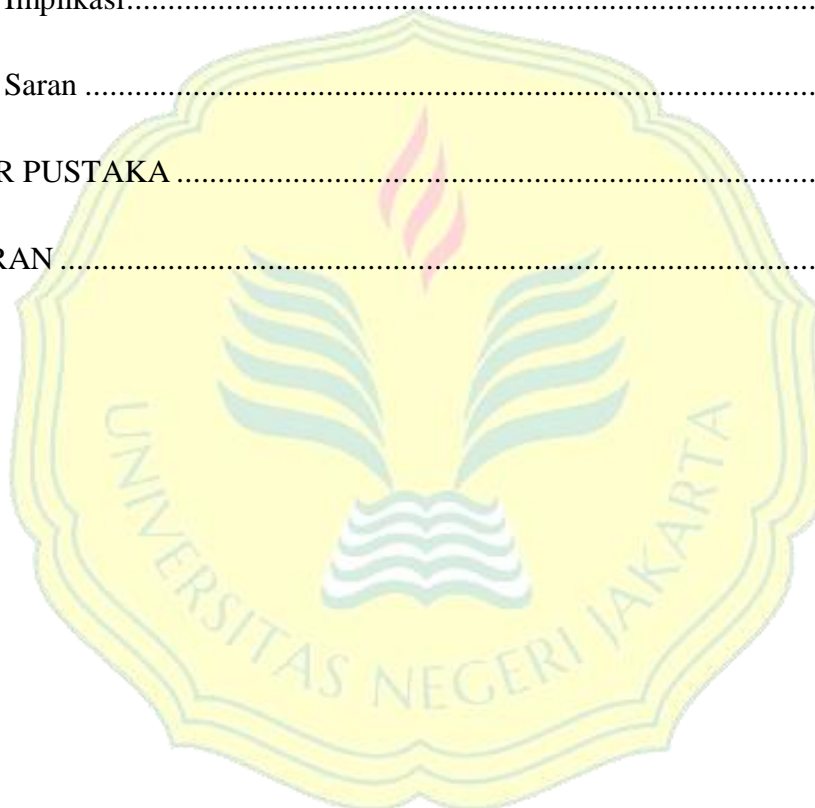 Implikasi...............................................................................................
Saran ....................................................................................................
R PUSTAKA .........................................................................................
RAN .......................................................................................................
UNIVERSITAS NEGERI JAKARTA